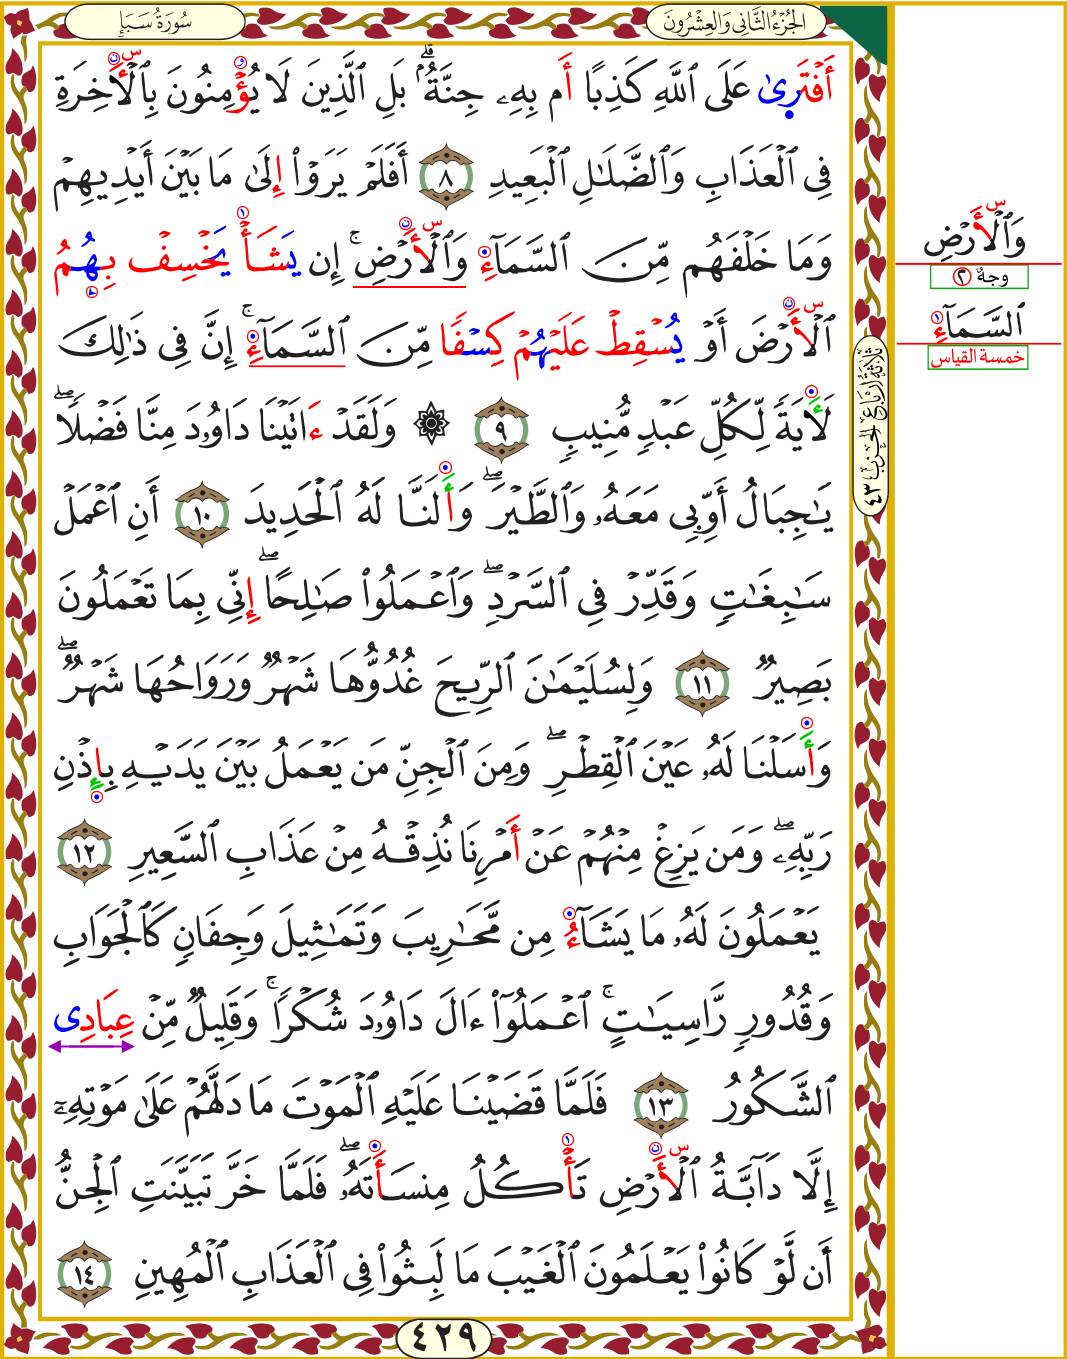 سُورَةُ سَبَإٍ
الجُزْءُ الثَّانِي وَالعِشْرُونَ
أَفْتَرَىٰ عَلَى ٱللَّهِ كَذِبًا أَم بِهِۦ جِنَّةٌۢ ۗ بَلِ ٱلَّذِينَ لَا يُؤْمِنُونَ بِٱلْأَخِرَةِ
فِى ٱلْعَذَابِ وَٱلضَّلَـٰلِ ٱلْبَعِيدِ ٨ أَفَلَمْ يَرَوْا۟ إِلَىٰ مَا بَيْنَ أَيْدِيهِمْ
وَمَا خَلْفَهُم مِّنَ ٱلسَّمَآءِ وَٱلْأَرْضِ ۚ إِن يَشَأْ يَخْسِفْ بِهُمُ
ٱلْأَرْضَ أَوْ يُسْقِطْ عَلَيْهُمْ كِسْفًا مِّنَ ٱلسَّمَآءِ ۚ إِنَّ فِى ذَٰلِكَ
لَأَيَةً لِّكُلِّ عَبْدٍ مُّنِيبٍ ٩ ۞ وَلَقَدْ ءَاتَيْنَا دَاوُۥدَ مِنَّا فَضْلًا ۖ
يَـٰجِبَالُ أَوِّبِى مَعَهُۥ وَٱلطَّيْرَ ۖ وَأَلَنَّا لَهُ ٱلْحَدِيدَ ١٠ أَنِ ٱعْمَلْ
سَـٰبِغَـٰتٍ وَقَدِّرْ فِى ٱلسَّرْدِ ۖ وَٱعْمَلُوا۟ صَـٰلِحًا ۖ إِنِّى بِمَا تَعْمَلُونَ
بَصِيرٌ ١١ وَلِسُلَيْمَـٰنَ ٱلرِّيحَ غُدُوُّهَا شَهْرٌ وَرَوَاحُهَا شَهْرٌ ۖ
وَأَسَلْنَا لَهُۥ عَيْنَ ٱلْقِطْرِ ۖ وَمِنَ ٱلْجِنِّ مَن يَعْمَلُ بَيْنَ يَدَيْهِ بِإِذْنِ
رَبِّهِۦ ۖ وَمَن يَزِغْ مِنْهُمْ عَنْ أَمْرِنَا نُذِقْهُ مِنْ عَذَابِ ٱلسَّعِيرِ ١٢
يَعْمَلُونَ لَهُۥ مَا يَشَآءُ مِن مَّحَـٰرِيبَ وَتَمَـٰثِيلَ وَجِفَانٍ كَٱلْجَوَابِ
وَقُدُورٍ رَّاسِيَـٰتٍ ۚ ٱعْمَلُوٓا۟ ءَالَ دَاوُۥدَ شُكْرًا ۚ وَقَلِيلٌ مِّنْ عِبَادِى
ٱلشَّكُورُ ١٣ فَلَمَّا قَضَيْنَا عَلَيْهِ ٱلْمَوْتَ مَا دَلَّهُمْ عَلَىٰ مَوْتِهِۦٓ
إِلَّا دَآبَّةُ ٱلْأَرْضِ تَأْكُلُ مِنسَأَتَهُۥ ۖ فَلَمَّا خَرَّ تَبَيَّنَتِ ٱلْجِنُّ
أَن لَّوْ كَانُوا۟ يَعْلَمُونَ ٱلْغَيْبَ مَا لَبِثُوا۟ فِى ٱلْعَذَابِ ٱلْمُهِينِ ١٤
٤٢٩
ثَلَاثَةُ أَرْبَاعِ الْحِزْبِ ٤٣
وَٱلْأَرْضِ
وجهٌ ٢
ٱلسَّمَآءِ
خمسة القياس